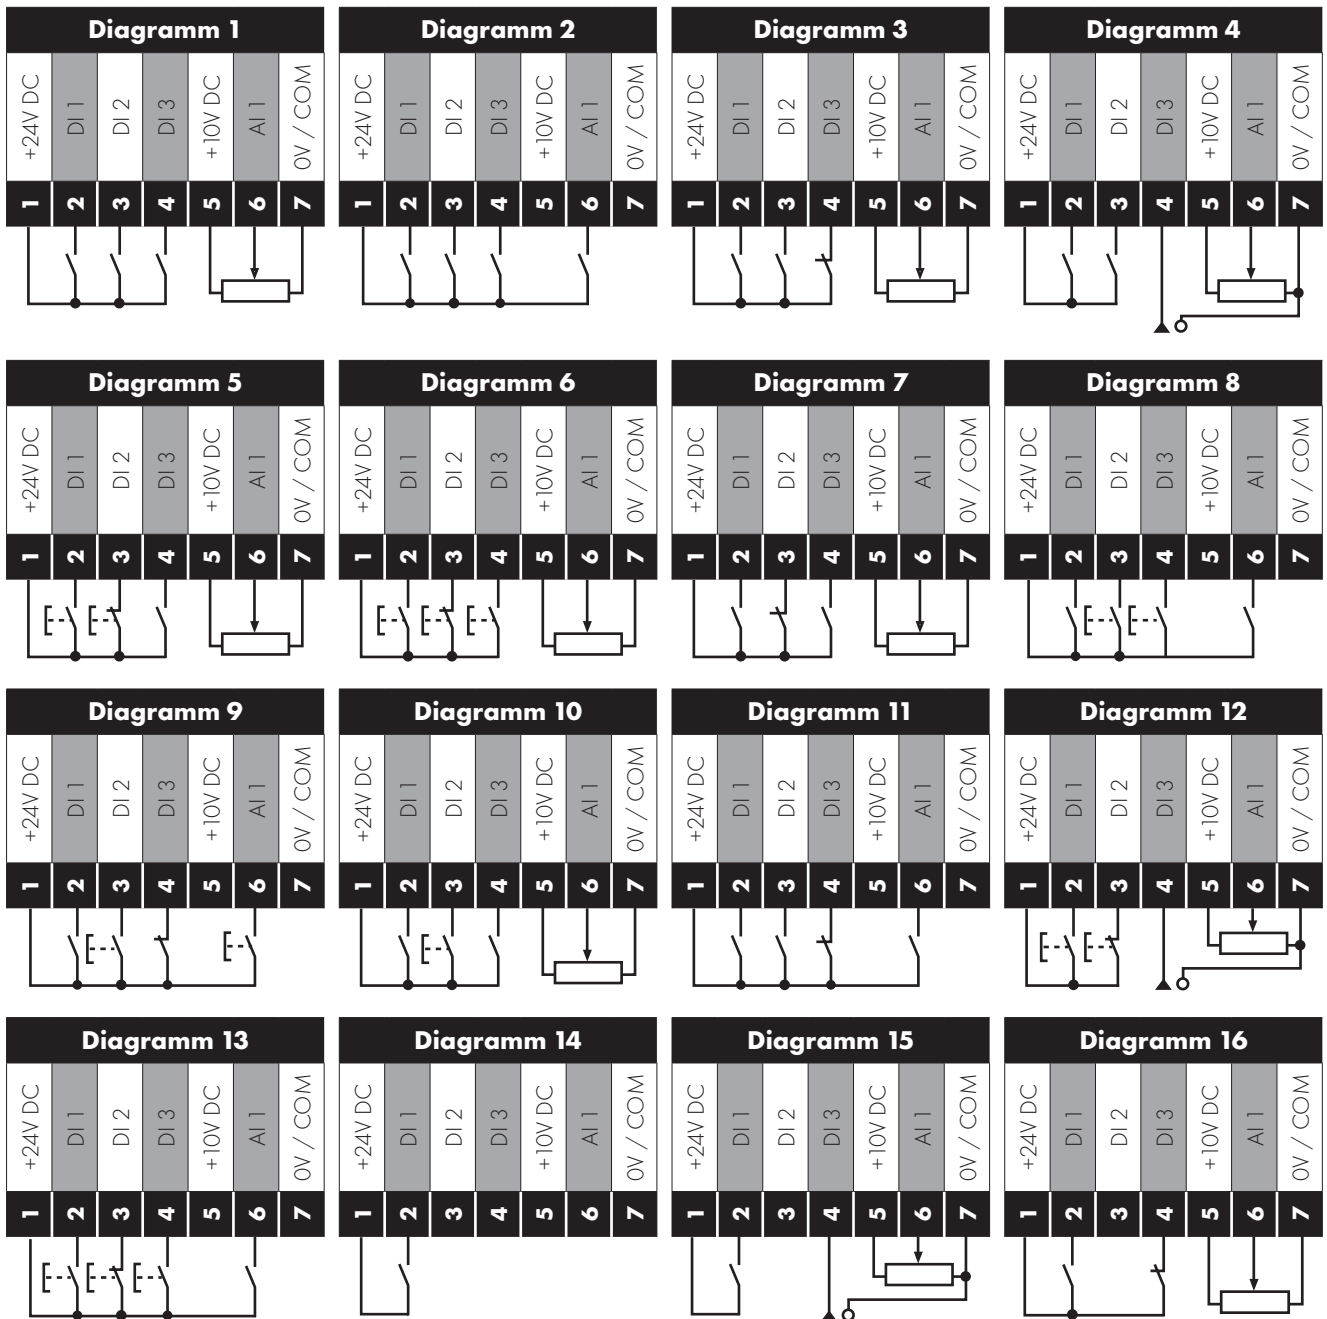 Diagramm 1
+24V DC DI 1 DI 2 DI 3 +10V DC AI 1 0V / COM
1 2 3 4 5 6 7
Diagramm 2
+24V DC DI 1 DI 2 DI 3 +10V DC AI 1 0V / COM
1 2 3 4 5 6 7
Diagramm 3
+24V DC DI 1 DI 2 DI 3 +10V DC AI 1 0V / COM
1 2 3 4 5 6 7
Diagramm 4
+24V DC DI 1 DI 2 DI 3 +10V DC AI 1 0V / COM
1 2 3 4 5 6 7
Diagramm 5
+24V DC DI 1 DI 2 DI 3 +10V DC AI 1 0V / COM
1 2 3 4 5 6 7
Diagramm 6
+24V DC DI 1 DI 2 DI 3 +10V DC AI 1 0V / COM
1 2 3 4 5 6 7
Diagramm 7
+24V DC DI 1 DI 2 DI 3 +10V DC AI 1 0V / COM
1 2 3 4 5 6 7
Diagramm 8
+24V DC DI 1 DI 2 DI 3 +10V DC AI 1 0V / COM
1 2 3 4 5 6 7
Diagramm 9
+24V DC DI 1 DI 2 DI 3 +10V DC AI 1 0V / COM
1 2 3 4 5 6 7
Diagramm 10
+24V DC DI 1 DI 2 DI 3 +10V DC AI 1 0V / COM
1 2 3 4 5 6 7
Diagramm 11
+24V DC DI 1 DI 2 DI 3 +10V DC AI 1 0V / COM
1 2 3 4 5 6 7
Diagramm 12
+24V DC DI 1 DI 2 DI 3 +10V DC AI 1 0V / COM
1 2 3 4 5 6 7
Diagramm 13
+24V DC DI 1 DI 2 DI 3 +10V DC AI 1 0V / COM
1 2 3 4 5 6 7
Diagramm 14
+24V DC DI 1 DI 2 DI 3 +10V DC AI 1 0V / COM
1 2 3 4 5 6 7
Diagramm 15
+24V DC DI 1 DI 2 DI 3 +10V DC AI 1 0V / COM
1 2 3 4 5 6 7
Diagramm 16
+24V DC DI 1 DI 2 DI 3 +10V DC AI 1 0V / COM
1 2 3 4 5 6 7